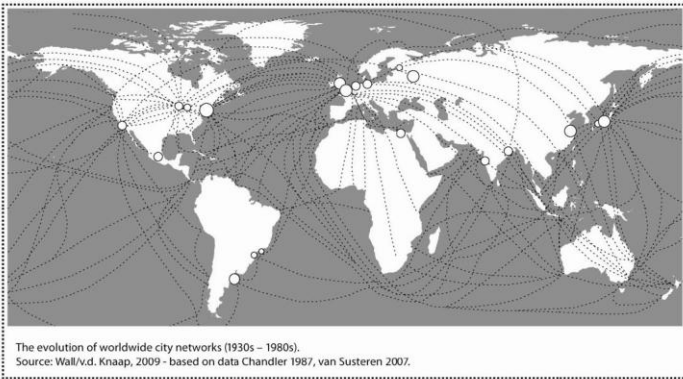 The evolution of worldwide city networks (1930s – 1980s).
Source: Wall/v.d. Knaap, 2009 - based on data Chandler 1987, van Susteren 2007.